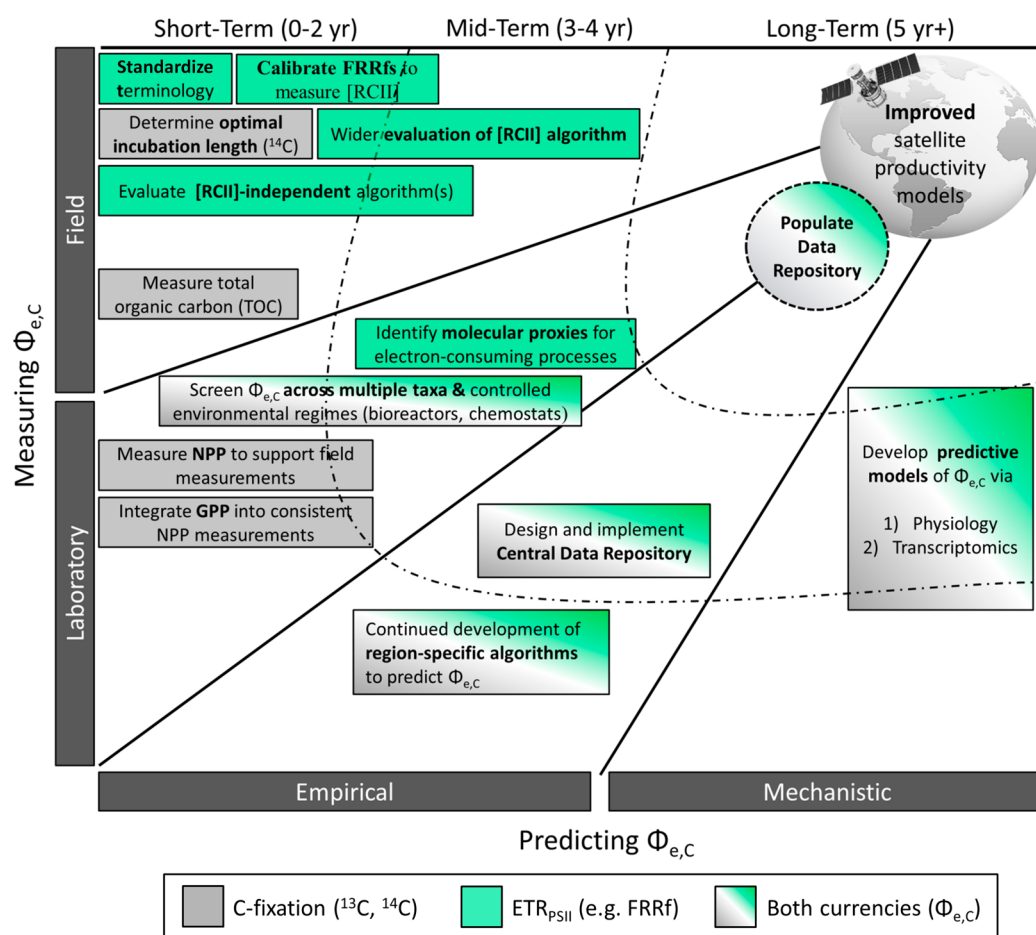 Short-Term (0-2 yr)
Mid-Term (3-4 yr)
Long-Term (5 yr+)
Standardize
terminology
Calibrate FRRfs to
measure [RCII]
Determine optimal
incubation length (¹⁴C)
Wider evaluation of [RCII] algorithm
Evaluate [RCII]-independent algorithm(s)
Improved
satellite
productivity
models
Populate
Data
Repository
Measure total
organic carbon (TOC)
Identify molecular proxies for
electron-consuming processes
Screen Φe,C across multiple taxa & controlled
environmental regimes (bioreactors, chemostats)
Measure NPP to support field
measurements
Integrate GPP into consistent
NPP measurements
Design and implement
Central Data Repository
Develop predictive
models of Φe,C via
1) Physiology
2) Transcriptomics
Continued development of
region-specific algorithms
to predict Φe,C
Measuring Φe,C
Field
Laboratory
Empirical
Mechanistic
Predicting Φe,C
C-fixation (¹³C, ¹⁴C)
ETRPSII (e.g. FRRf)
Both currencies (Φe,C)